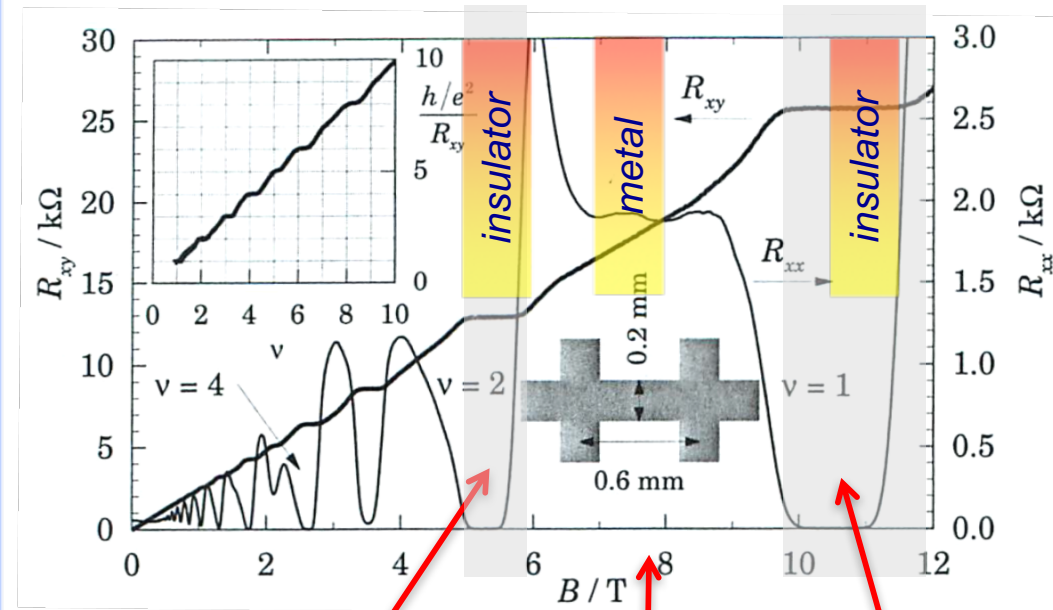 30
25
20
15
10
5
0
R_xy / kΩ
3.0
2.5
2.0
1.5
1.0
0.5
0.0
R_xx / kΩ
0 2 4 6 8 10 12
B / T
10
5
0
h/e²
R_xy
0 2 4 6 8 10
ν
insulator
metal
insulator
R_xy
R_xx
ν = 4
ν = 2
ν = 1
0.2 mm
0.6 mm